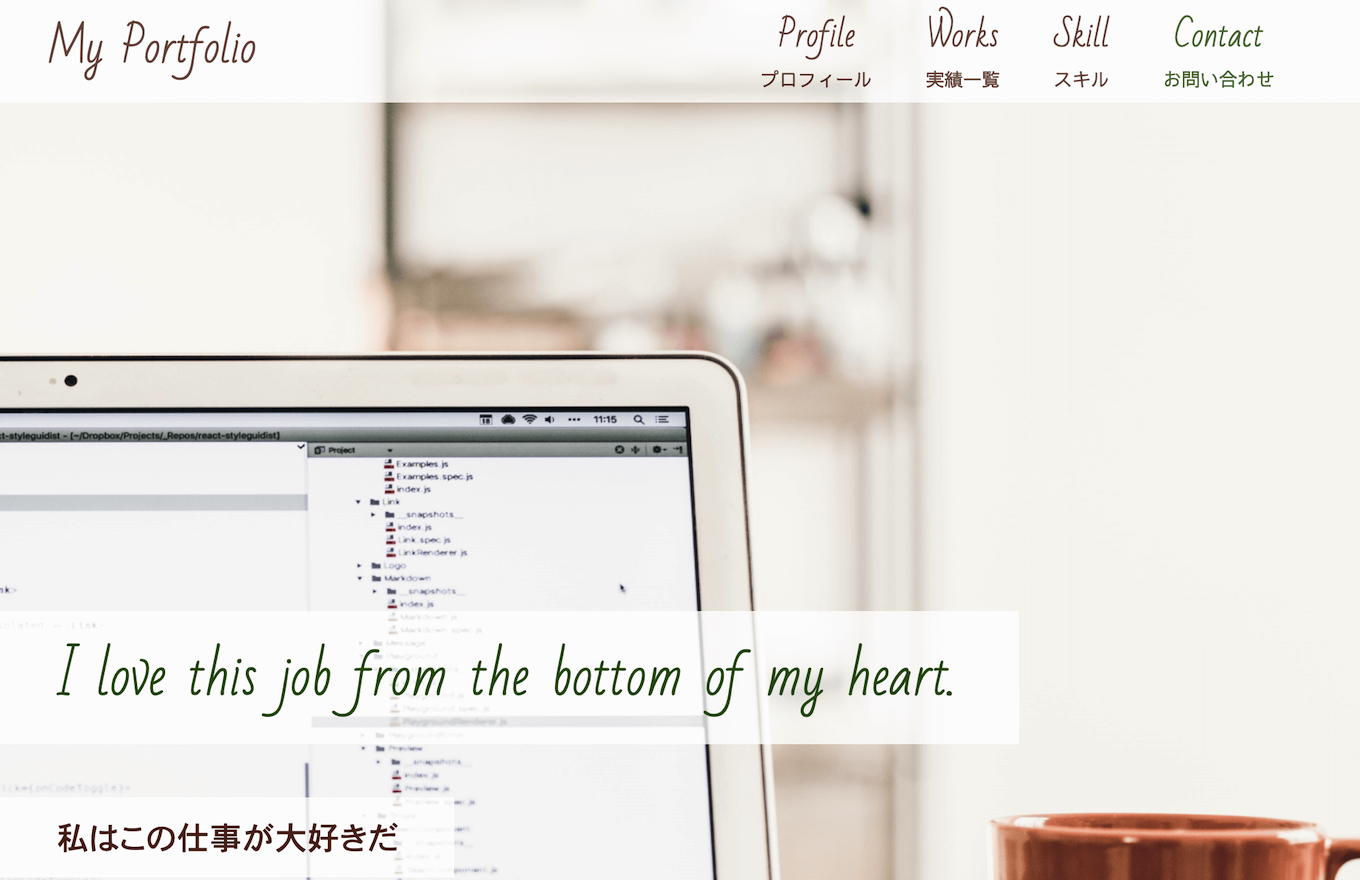 My Portfolio
Profile
プロフィール
Works
実績一覧
Skill
スキル
Contact
お問い合わせ
11:15
ct-styleguidist - [~/Dropbox/Projects/_Repos/react-styleguidist]
Project
Examples.js
Examples.spec.js
index.js
Link
__snapshots__
index.js
Link.spec.js
LinkRenderer.js
Logo
Markdown
__snapshots__
index.js
Markdown.js
Markdown.spec.js
Message
Playground
I love this job from the bottom of my heart.
Playground.spec.js
PlaygroundRenderer.js
PlaygroundError
Preview
__snapshots__
index.js
Preview.js
Preview.spec.js
私はこの仕事が大好きだ
__snapshots__
index.js